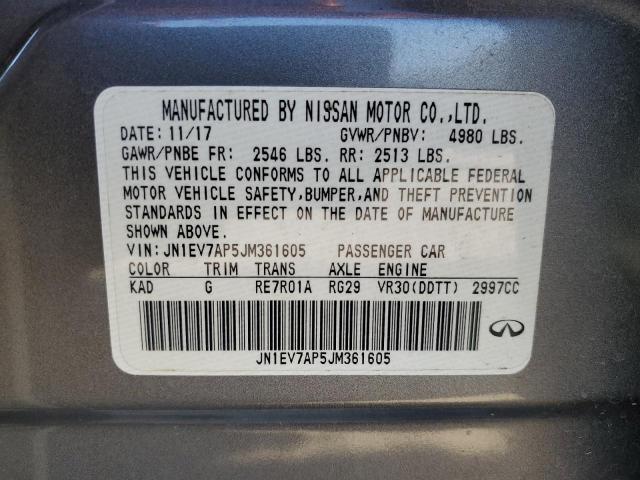 MANUFACTURED BY NISSAN MOTOR CO.,LTD.
DATE: 11/17 GVWR/PNBV: 4980 LBS.
GAWR/PNBE FR: 2546 LBS. RR: 2513 LBS.
THIS VEHICLE CONFORMS TO ALL APPLICABLE FEDERAL
MOTOR VEHICLE SAFETY,BUMPER,AND THEFT PREVENTION
STANDARDS IN EFFECT ON THE DATE OF MANUFACTURE
SHOWN ABOVE.
VIN:JN1EV7AP5JM361605 PASSENGER CAR
COLOR TRIM TRANS AXLE ENGINE
KAD G RE7R01A RG29 VR30(DDTT) 2997CC
JN1EV7AP5JM361605